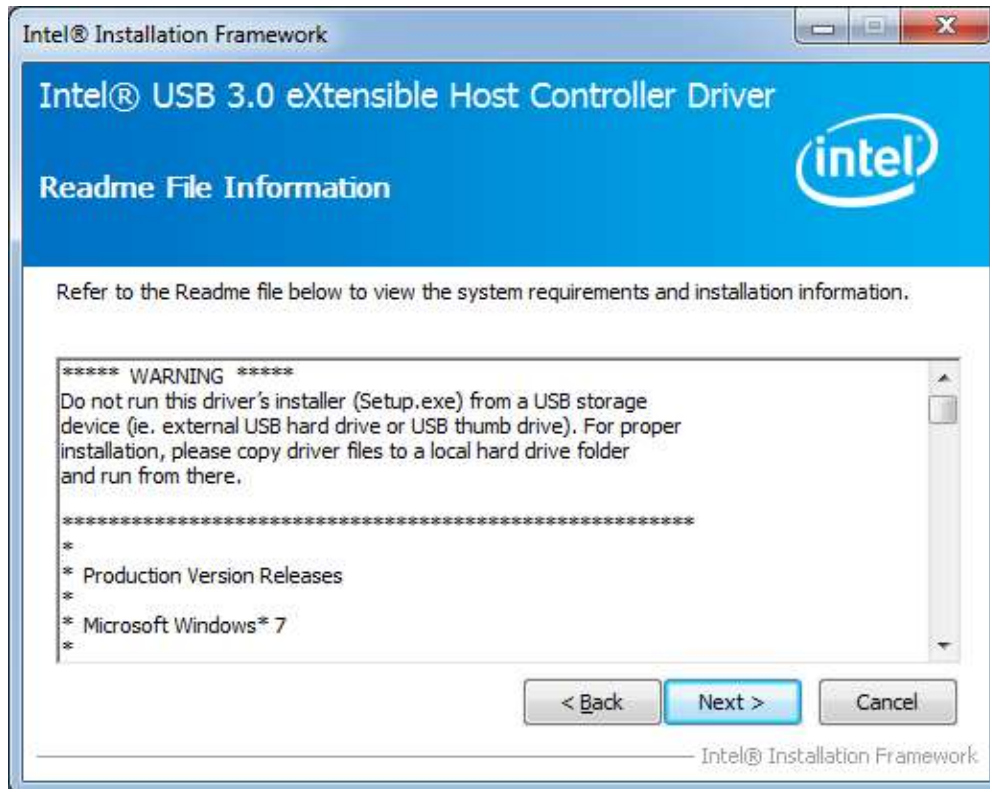 Intel® Installation Framework
Intel® USB 3.0 eXtensible Host Controller Driver
intel
Readme File Information
Refer to the Readme file below to view the system requirements and installation information.
***** WARNING *****
Do not run this driver's installer (Setup.exe) from a USB storage
device (ie. external USB hard drive or USB thumb drive). For proper
installation, please copy driver files to a local hard drive folder
and run from there.
*******************************************************
*
* Production Version Releases
*
* Microsoft Windows* 7
*
< Back
Next >
Cancel
Intel® Installation Framework